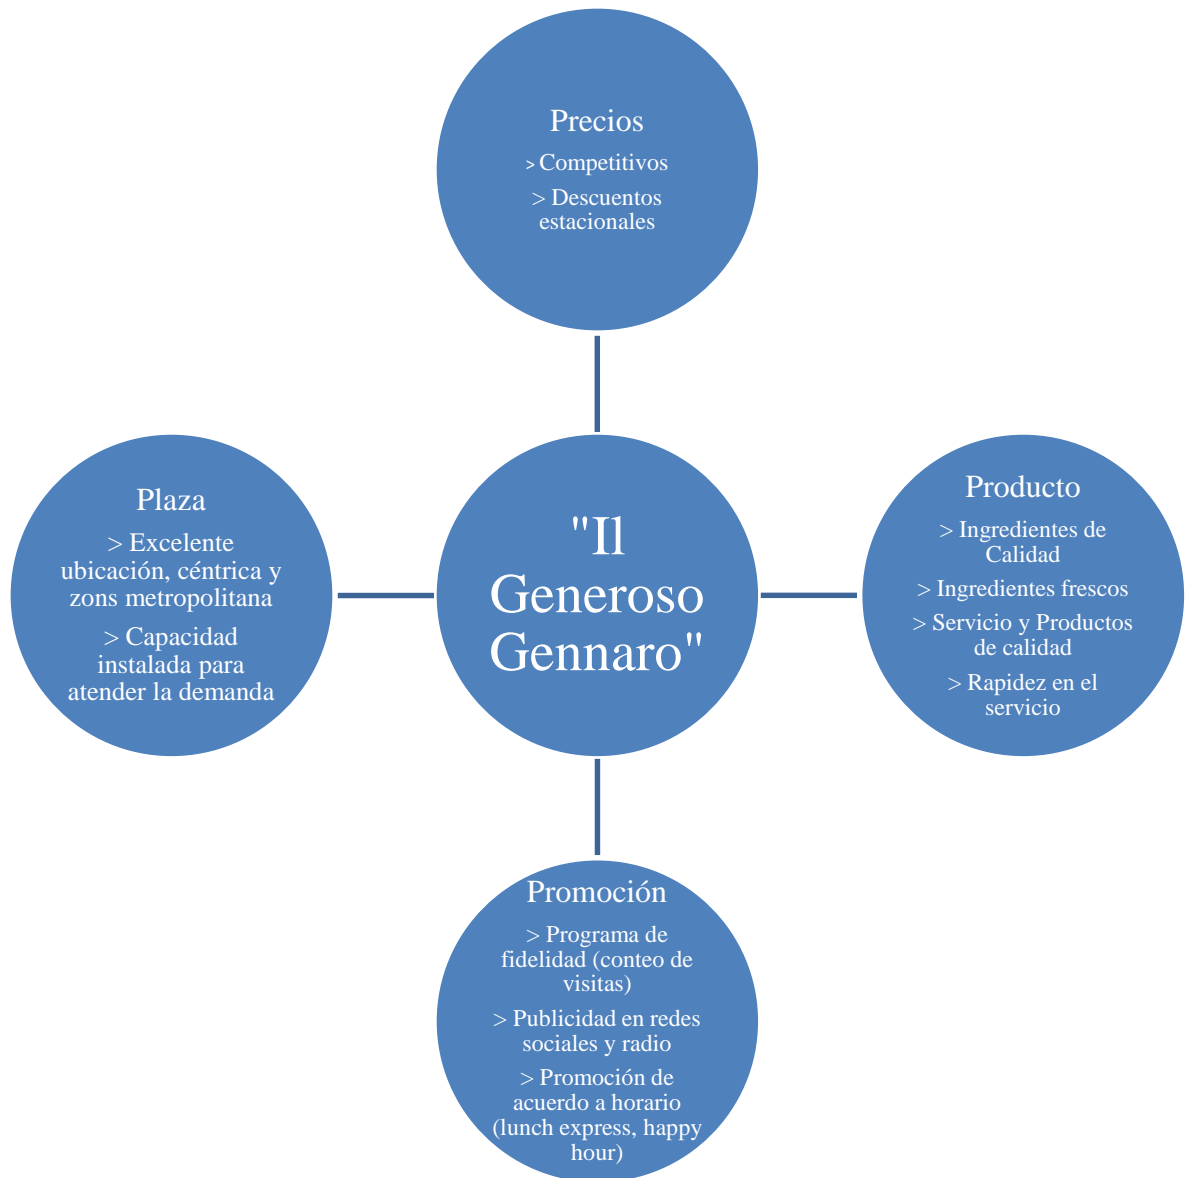 Precios
> Competitivos
> Descuentos
estacionales
Plaza
> Excelente
ubicación, céntrica y
zons metropolitana
> Capacidad
instalada para
atender la demanda
"Il
Generoso
Gennaro"
Producto
> Ingredientes de
Calidad
> Ingredientes frescos
> Servicio y Productos
de calidad
> Rapidez en el
servicio
Promoción
> Programa de
fidelidad (conteo de
visitas)
> Publicidad en redes
sociales y radio
> Promoción de
acuerdo a horario
(lunch express, happy
hour)